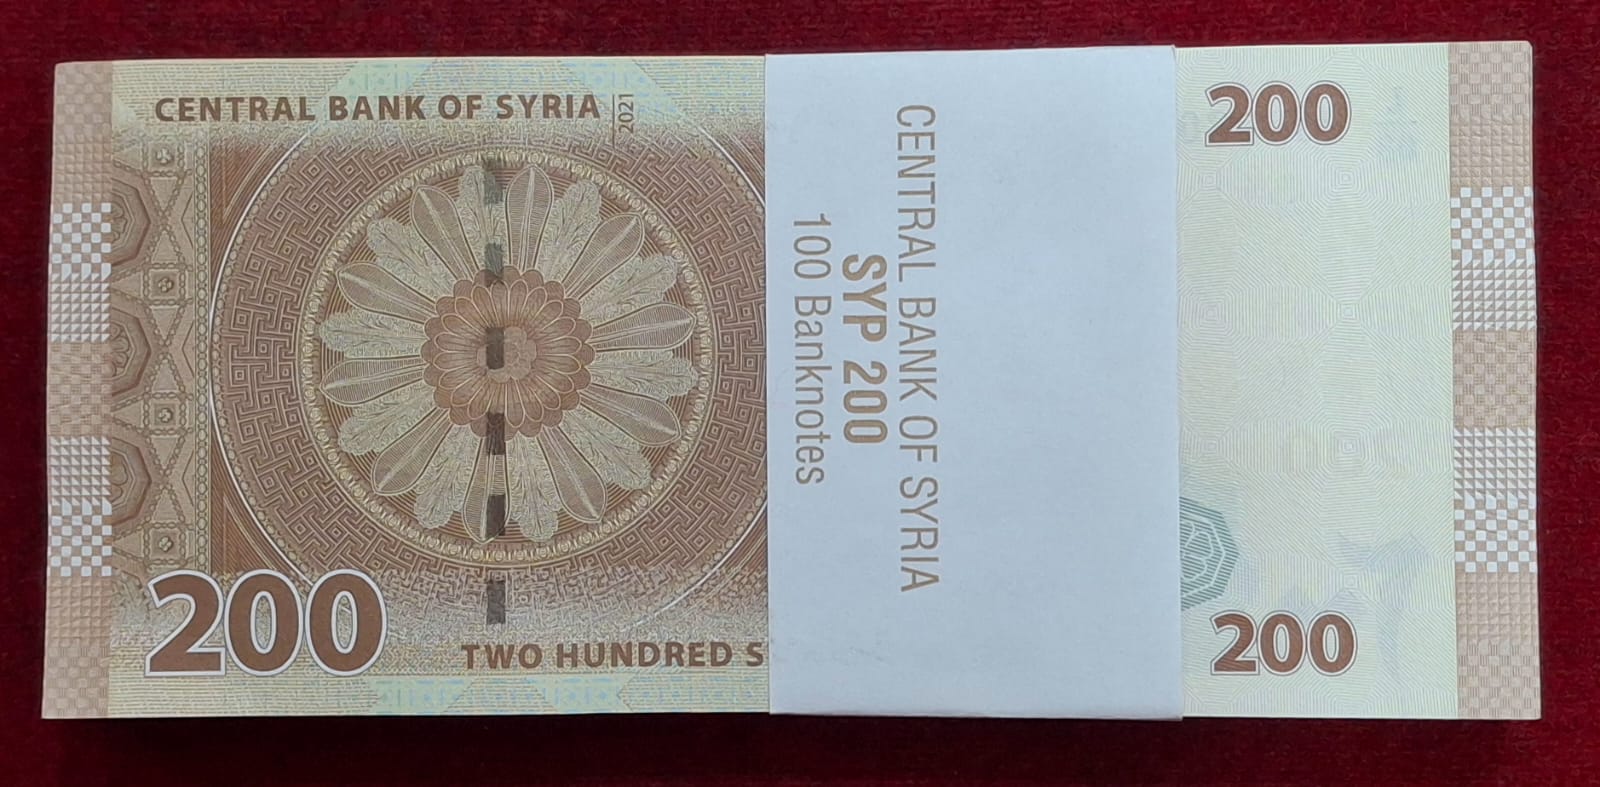 CENTRAL BANK OF SYRIA
2021
200
TWO HUNDRED S
CENTRAL BANK OF SYRIA
SYP 200
100 Banknotes
200
200